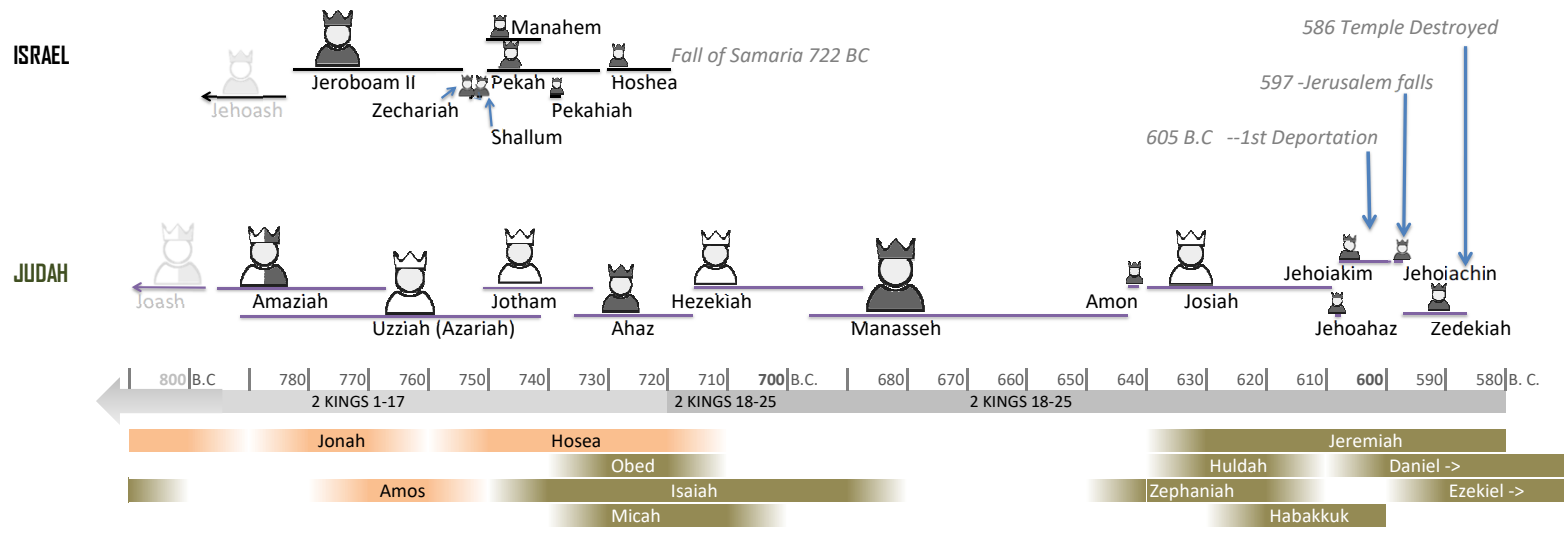 ISRAEL
Manahem
586 Temple Destroyed
Fall of Samaria 722 BC
Jeroboam II
Pekah
Hoshea
597 -Jerusalem falls
Jehoash
Zechariah
Pekahiah
Shallum
605 B.C --1st Deportation
JUDAH
Joash
Amaziah
Jotham
Hezekiah
Amon
Josiah
Jehoiakim
Jehoiachin
Uzziah (Azariah)
Ahaz
Manasseh
Jehoahaz
Zedekiah
800 B.C 780 770 760 750 740 730 720 710 700 B.C. 680 670 660 650 640 630 620 610 600 590 580 B. C.
2 KINGS 1-17 2 KINGS 18-25 2 KINGS 18-25
Jonah Hosea Jeremiah
Obed Huldah Daniel ->
Amos Isaiah Zephaniah Ezekiel ->
Micah Habakkuk